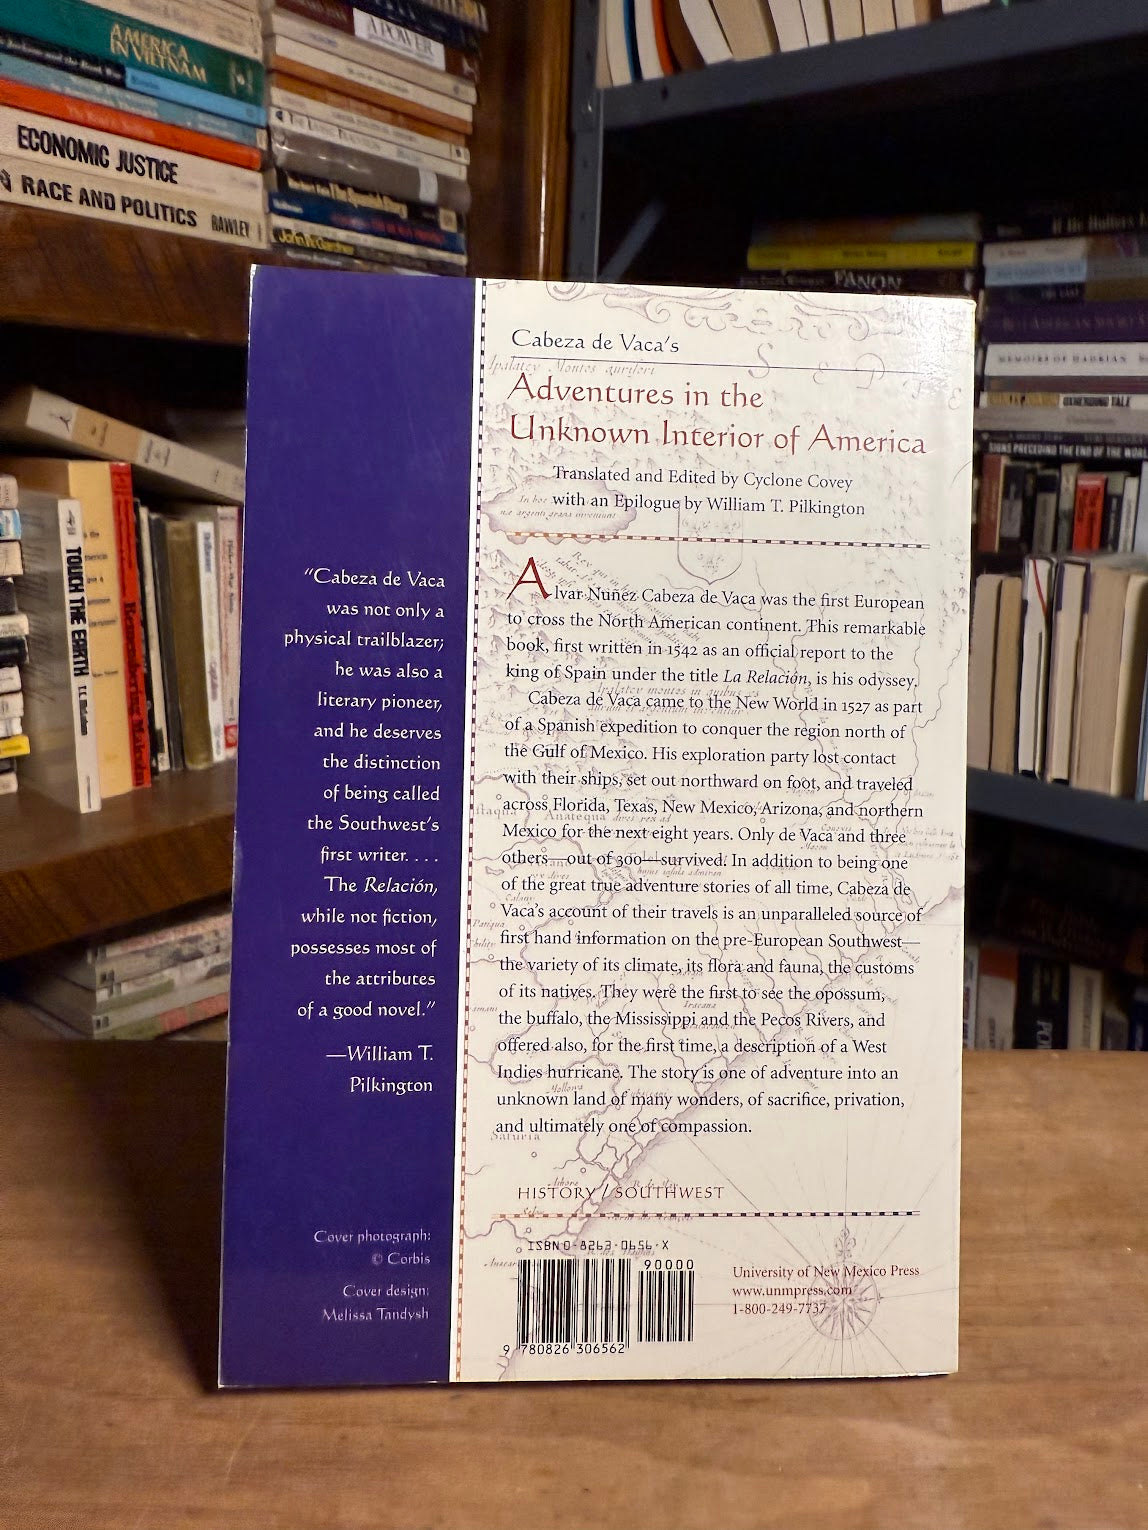 AMERICA
IN VIETNAM
A POWER
ECONOMIC JUSTICE
RACE AND POLITICS RAWLEY
John A Gardner
FANON
MEMOIRS OF HADRIAN
SIGNS PRECEDING THE END OF THE WORLD
TOUCH THE EARTH
Cabeza de Vaca's
Adventures in the
Unknown Interior of America
Translated and Edited by Cyclone Covey
with an Epilogue by William T. Pilkington
Alvar Nuñez Cabeza de Vaca was the first European
to cross the North American continent. This remarkable
book, first written in 1542 as an official report to the
king of Spain under the title La Relación, is his odyssey.
Cabeza de Vaca came to the New World in 1527 as part
of a Spanish expedition to conquer the region north of
the Gulf of Mexico. His exploration party lost contact
with their ships, set out northward on foot, and traveled
across Florida, Texas, New Mexico, Arizona, and northern
Mexico for the next eight years. Only de Vaca and three
others—out of 300—survived. In addition to being one
of the great true adventure stories of all time, Cabeza de
Vaca's account of their travels is an unparalleled source of
first hand information on the pre-European Southwest—
the variety of its climate, its flora and fauna, the customs
of its natives. They were the first to see the opossum,
the buffalo, the Mississippi and the Pecos Rivers, and
offered also, for the first time, a description of a West
Indies hurricane. The story is one of adventure into an
unknown land of many wonders, of sacrifice, privation,
and ultimately one of compassion.
HISTORY / SOUTHWEST
ISBN 0-8263-0656-X
90000
9 780826 306562
University of New Mexico Press
www.unmpress.com
1-800-249-7737
"Cabeza de Vaca
was not only a
physical trailblazer;
he was also a
literary pioneer,
and he deserves
the distinction
of being called
the Southwest's
first writer. . . .
The Relación,
while not fiction,
possesses most of
the attributes
of a good novel."
—William T.
Pilkington
Cover photograph:
© Corbis
Cover design:
Melissa Tandysh